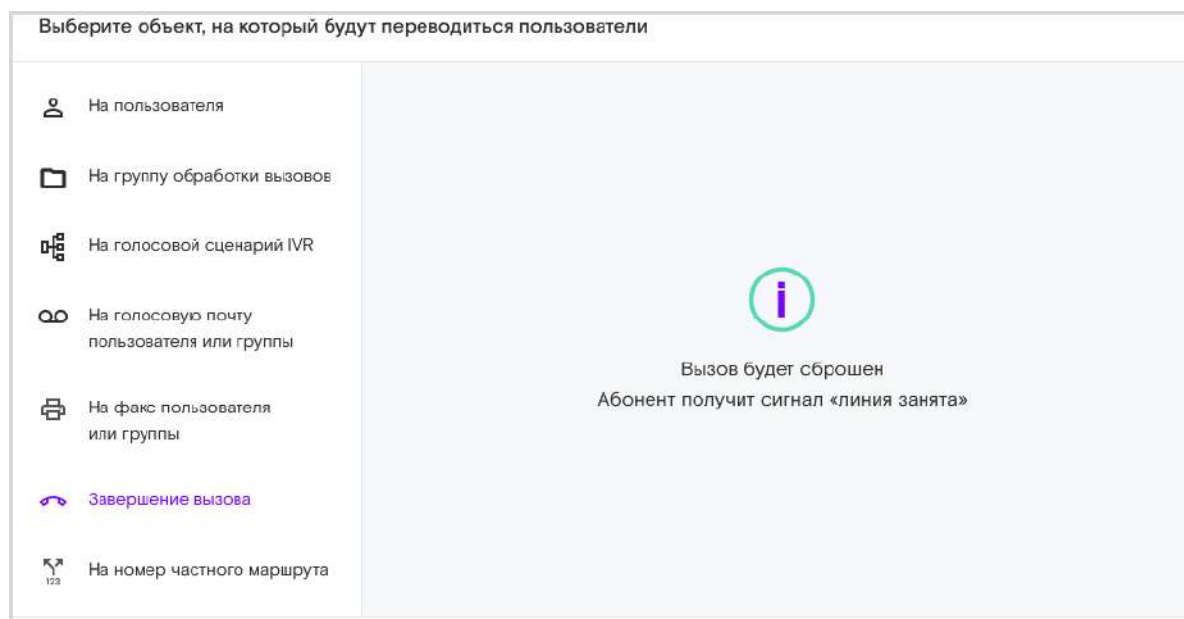 Выберите объект, на который будут переводиться пользователи
На пользователя
На группу обработки вызовов
На голосовой сценарий IVR
На голосовую почту
пользователя или группы
На факс пользователя
или группы
Завершение вызова
123
На номер частного маршрута
i
Вызов будет сброшен
Абонент получит сигнал «линия занята»